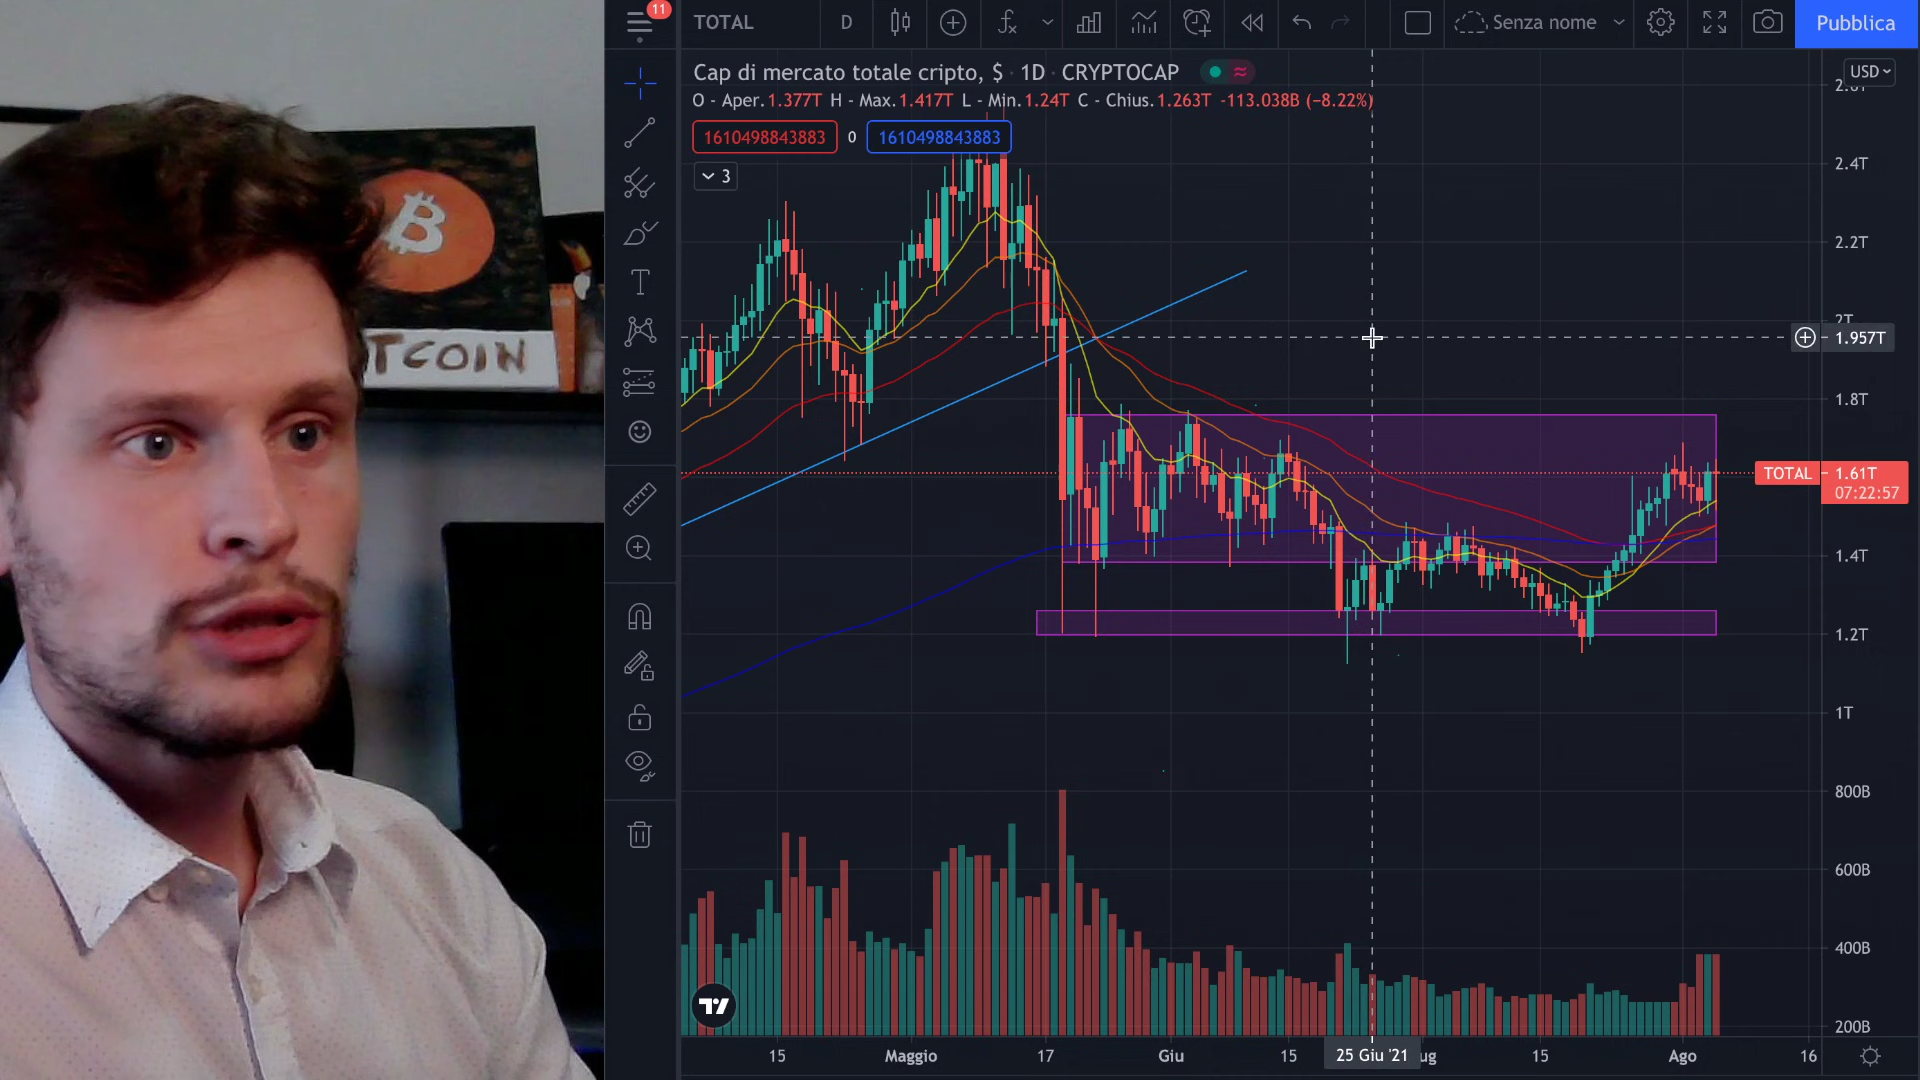 11
TOTAL
D
Senza nome
Pubblica
Cap di mercato totale cripto, $ · 1D · CRYPTOCAP
USD
O - Aper.1.377T H - Max.1.417T L - Min.1.24T C - Chius.1.263T -113.038B (−8.22%)
1610498843883 0 1610498843883
3
2.4T
2.2T
2T
1.957T
1.8T
TOTAL 1.61T
07:22:57
1.4T
1.2T
1T
800B
600B
400B
200B
15 Maggio 17 Giu 15 25 Giu '21 ug 15 Ago 16
TCOIN